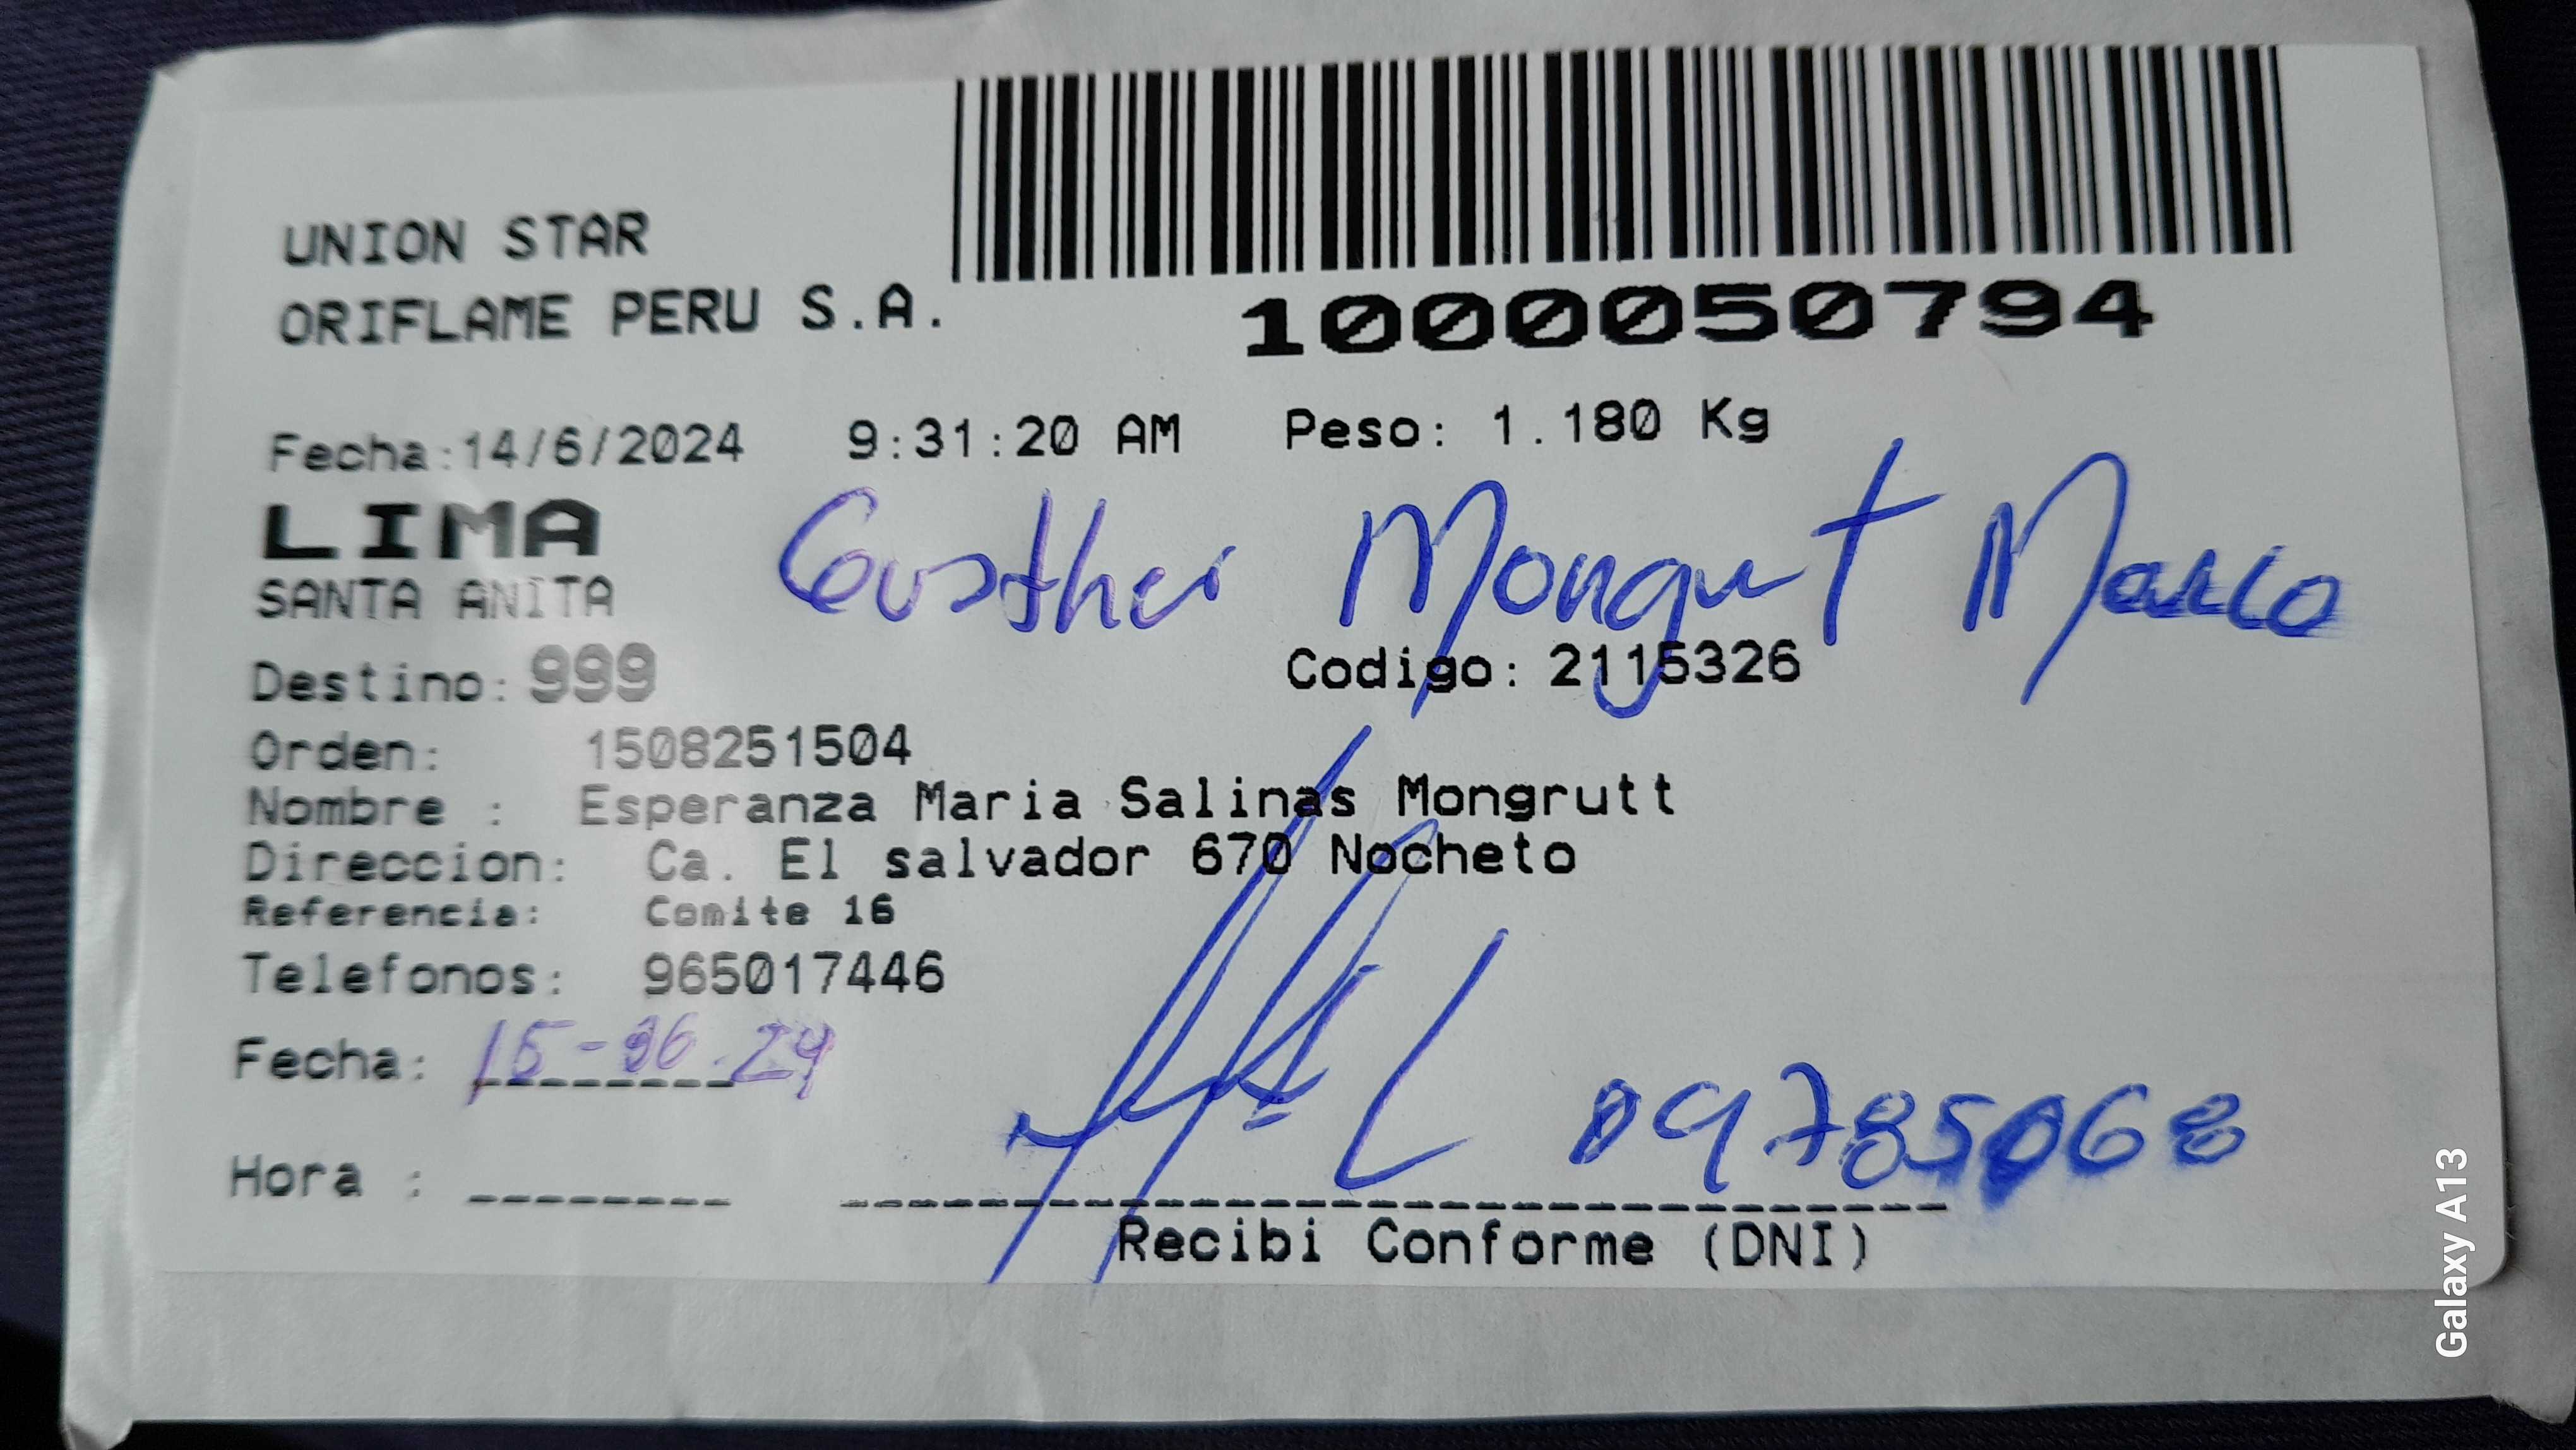 UNION STAR
ORIFLAME PERU S.A.
1000050794
Fecha:14/6/2024 9:31:20 AM Peso: 1.180 Kg
LIMA
SANTA ANITA
Mongrut Marco
Destino: 999 Codigo: 2115326
Orden: 1508251504
Nombre : Esperanza Maria Salinas Mongrutt
Direccion: Ca. El salvador 670 Nocheto
Referencia: Comite 16
Telefonos: 965017446
Fecha: 15-06-24
09785068
Hora :
Recibi Conforme (DNI)
Galaxy A13